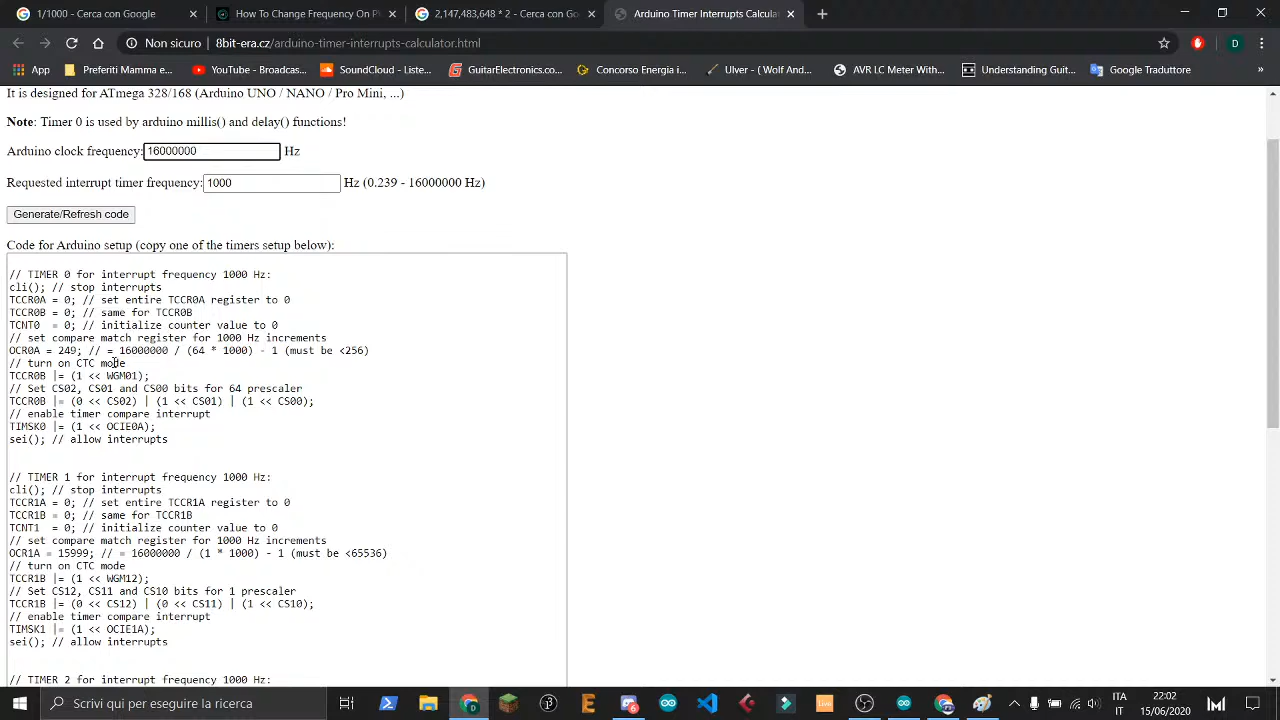 1/1000 - Cerca con Google
How To Change Frequency On P
2,147,483,648 * 2 - Cerca con Go
Arduino Timer Interrupts Calcula
Non sicuro
8bit-era.cz/arduino-timer-interrupts-calculator.html
D
App
Preferiti Mamma e...
YouTube - Broadcas...
SoundCloud - Liste...
GuitarElectronics.co...
Concorso Energia i...
Ulver - ( Wolf And...
AVR LC Meter With...
Understanding Guit...
Google Traduttore
»
It is designed for ATmega 328/168 (Arduino UNO / NANO / Pro Mini, ...)
Note: Timer 0 is used by arduino millis() and delay() functions!
Arduino clock frequency: 16000000 Hz
Requested interrupt timer frequency: 1000 Hz (0.239 - 16000000 Hz)
Generate/Refresh code
Code for Arduino setup (copy one of the timers setup below):
// TIMER 0 for interrupt frequency 1000 Hz:
cli(); // stop interrupts
TCCR0A = 0; // set entire TCCR0A register to 0
TCCR0B = 0; // same for TCCR0B
TCNT0  = 0; // initialize counter value to 0
// set compare match register for 1000 Hz increments
OCR0A = 249; // = 16000000 / (64 * 1000) - 1 (must be <256)
// turn on CTC mode
TCCR0B |= (1 << WGM01);
// Set CS02, CS01 and CS00 bits for 64 prescaler
TCCR0B |= (0 << CS02) | (1 << CS01) | (1 << CS00);
// enable timer compare interrupt
TIMSK0 |= (1 << OCIE0A);
sei(); // allow interrupts
// TIMER 1 for interrupt frequency 1000 Hz:
cli(); // stop interrupts
TCCR1A = 0; // set entire TCCR1A register to 0
TCCR1B = 0; // same for TCCR1B
TCNT1  = 0; // initialize counter value to 0
// set compare match register for 1000 Hz increments
OCR1A = 15999; // = 16000000 / (1 * 1000) - 1 (must be <65536)
// turn on CTC mode
TCCR1B |= (1 << WGM12);
// Set CS12, CS11 and CS10 bits for 1 prescaler
TCCR1B |= (0 << CS12) | (0 << CS11) | (1 << CS10);
// enable timer compare interrupt
TIMSK1 |= (1 << OCIE1A);
sei(); // allow interrupts
// TIMER 2 for interrupt frequency 1000 Hz:
Scrivi qui per eseguire la ricerca
ITA
IT
22:02
15/06/2020